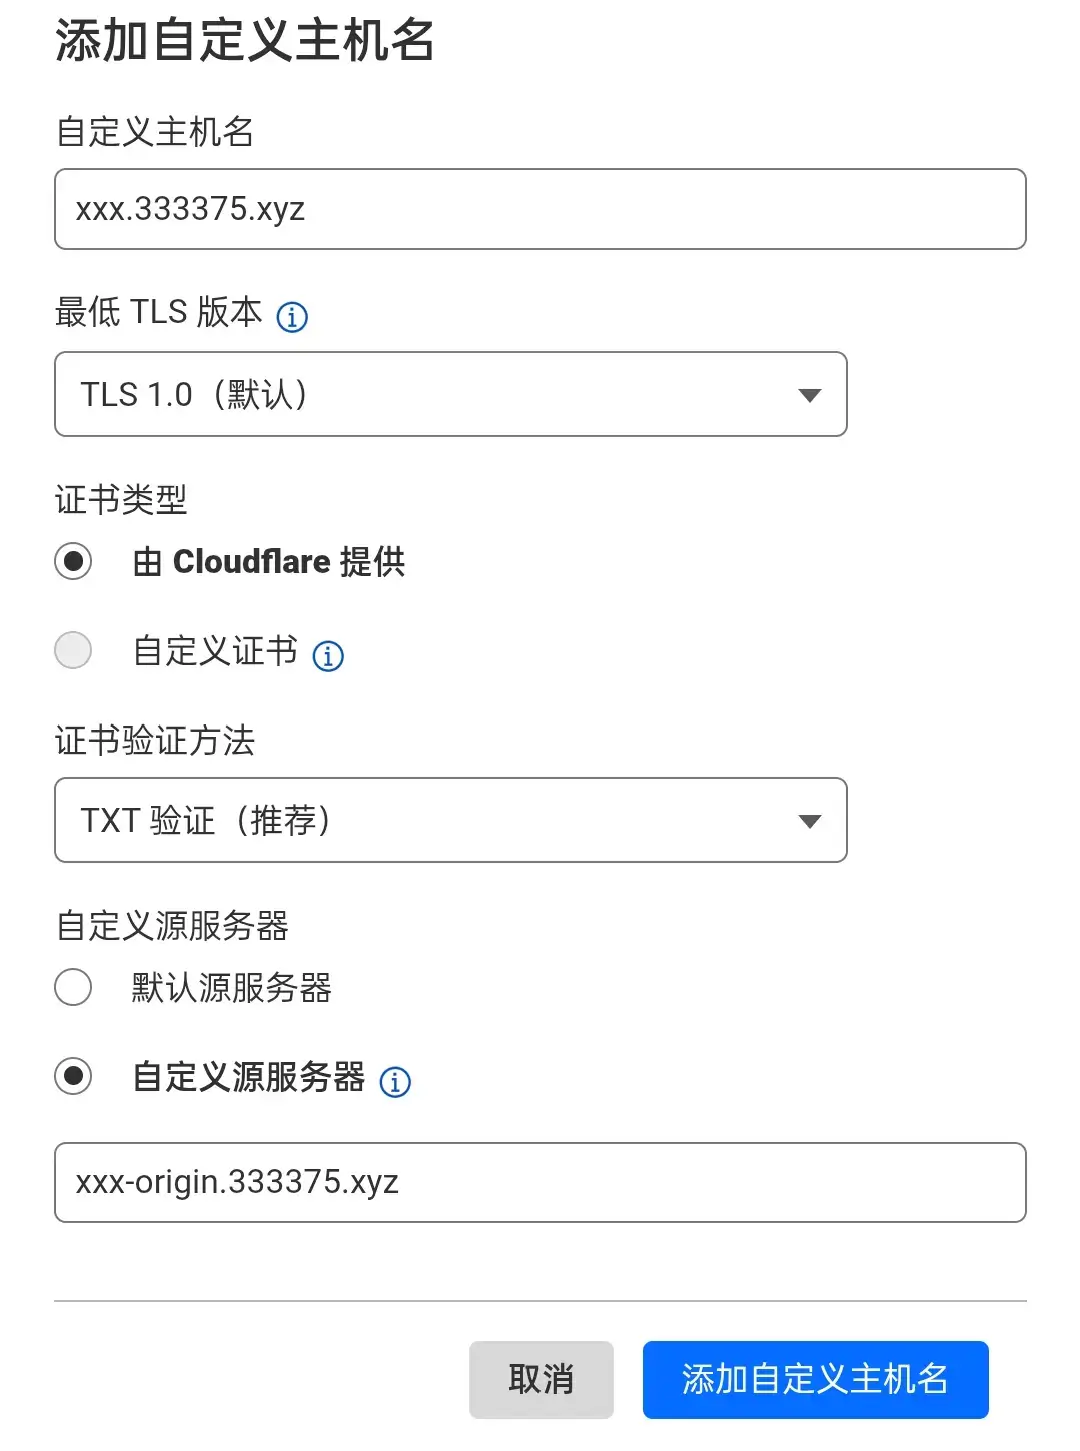 添加自定义主机名
自定义主机名
xxx.333375.xyz
最低 TLS 版本
TLS 1.0（默认）
证书类型
由 Cloudflare 提供
自定义证书
证书验证方法
TXT 验证（推荐）
自定义源服务器
默认源服务器
自定义源服务器
xxx-origin.333375.xyz
取消 添加自定义主机名